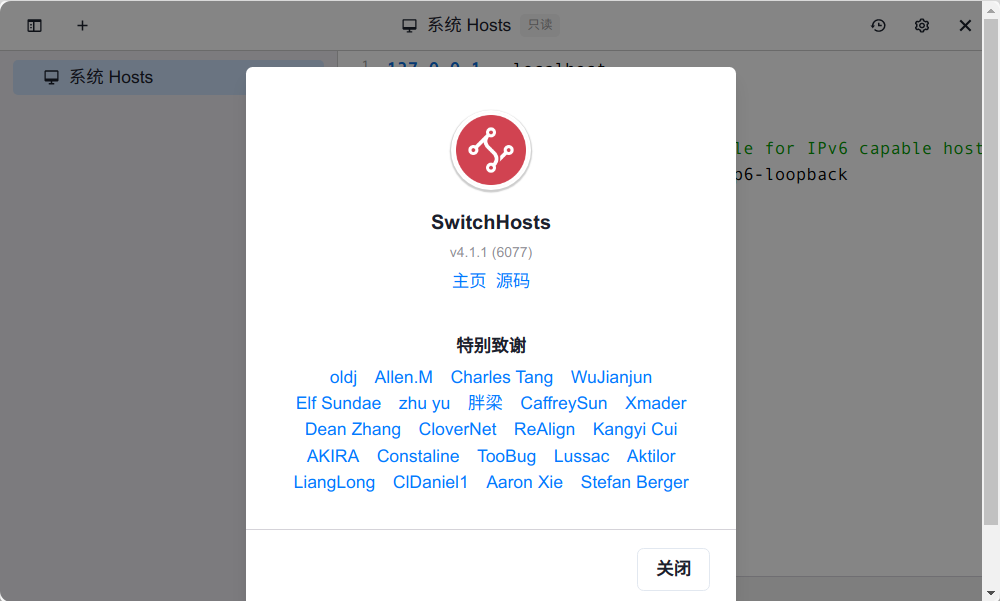 系统 Hosts 只读
系统 Hosts
1 127.0.0.1 localhost
le for IPv6 capable host
p6-loopback
SwitchHosts
v4.1.1 (6077)
主页 源码
特别致谢
oldj Allen.M Charles Tang WuJianjun
Elf Sundae zhu yu 胖梁 CaffreySun Xmader
Dean Zhang CloverNet ReAlign Kangyi Cui
AKIRA Constaline TooBug Lussac Aktilor
LiangLong ClDaniel1 Aaron Xie Stefan Berger
关闭